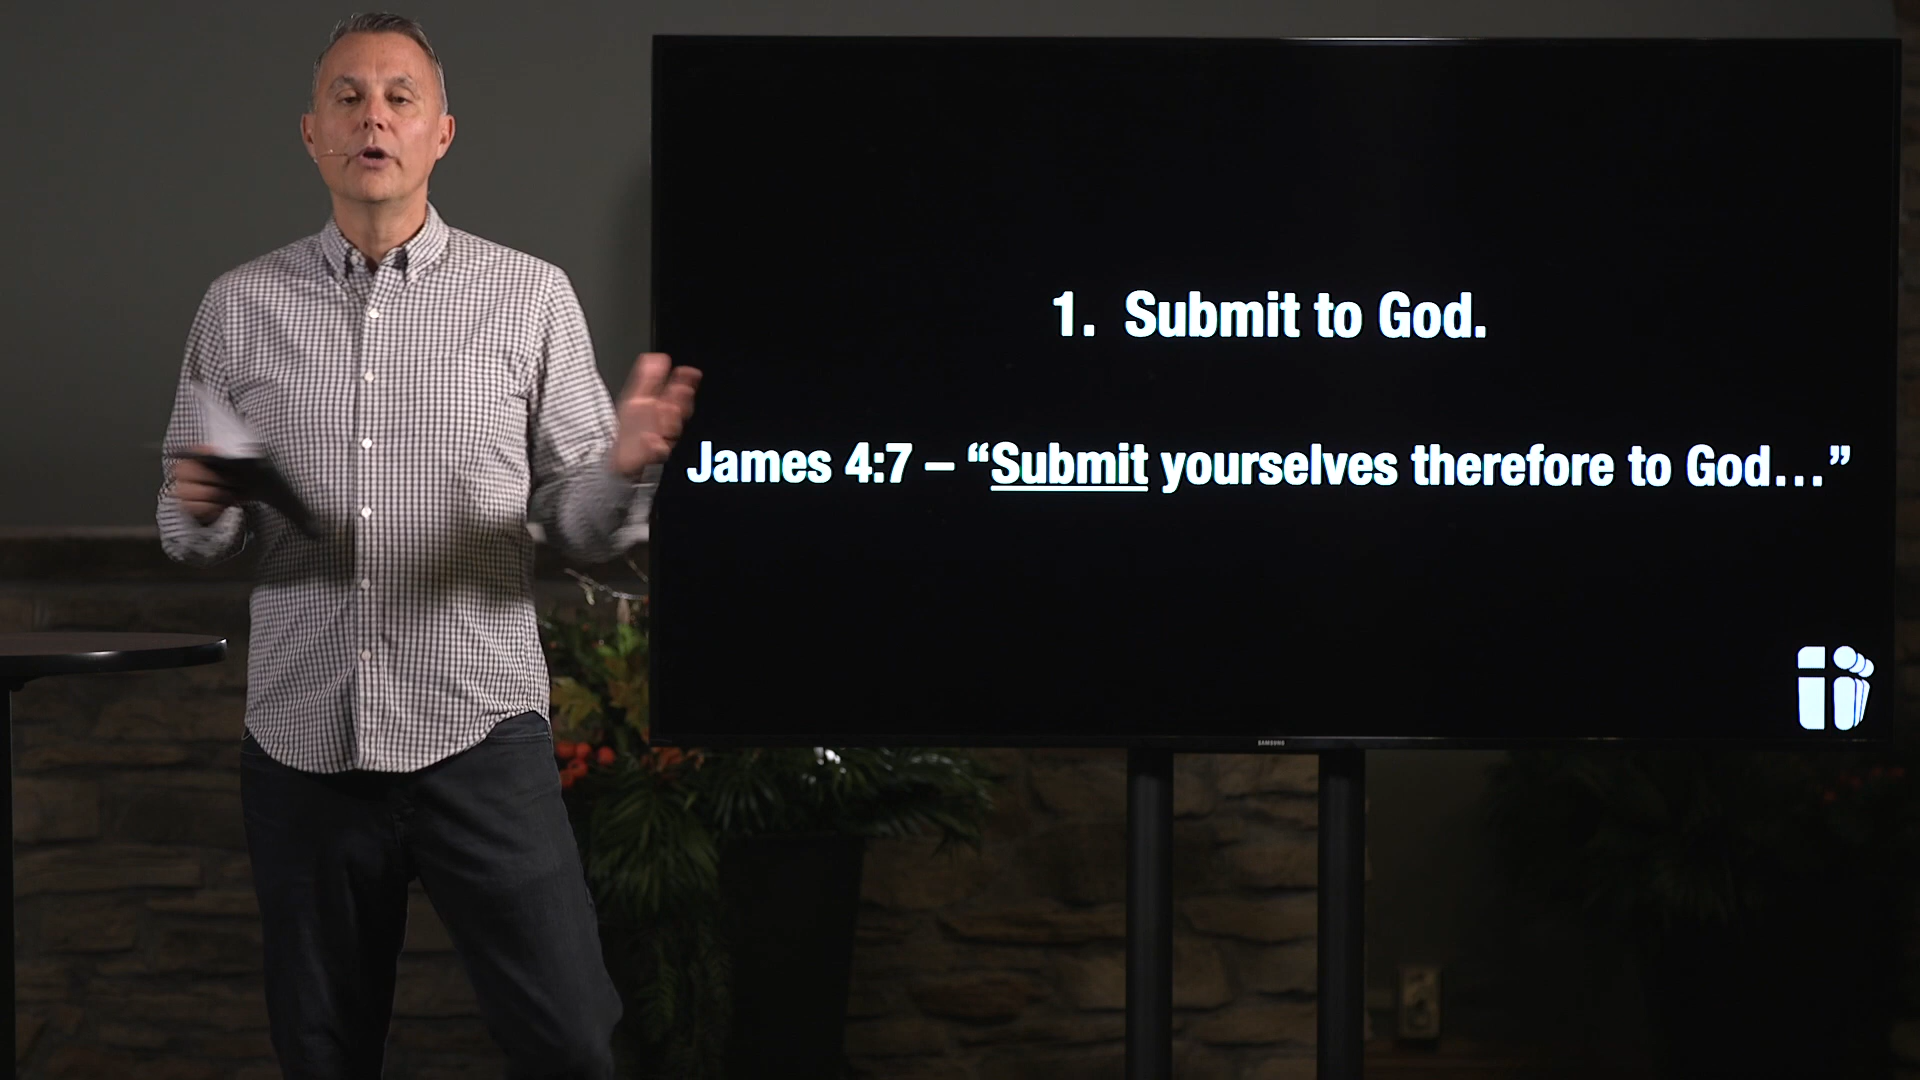 1. Submit to God.
James 4:7 – “Submit yourselves therefore to God…”
SAMSUNG